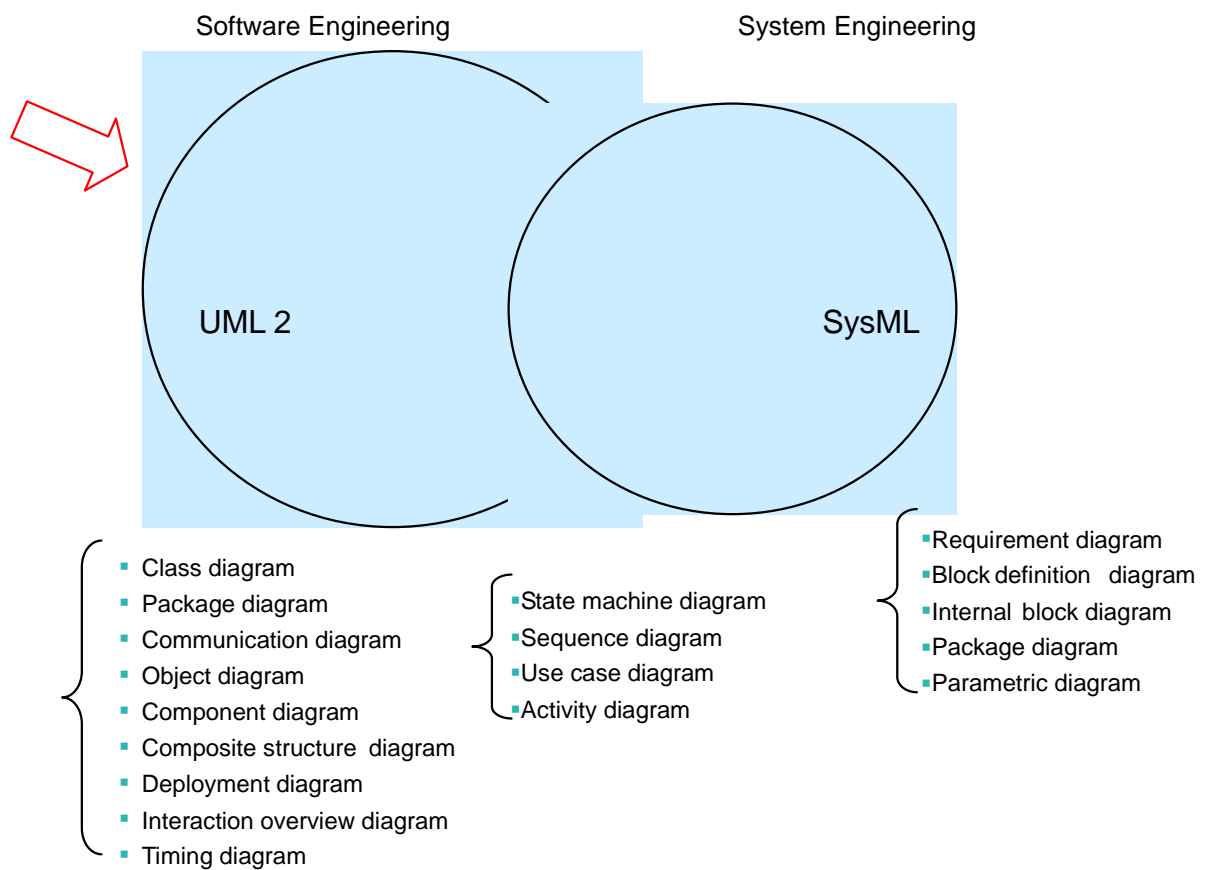 Software Engineering
System Engineering
UML 2
SysML
▪ Class diagram
▪ Package diagram
▪ Communication diagram
▪ Object diagram
▪ Component diagram
▪ Composite structure diagram
▪ Deployment diagram
▪ Interaction overview diagram
▪ Timing diagram
▪State machine diagram
▪Sequence diagram
▪Use case diagram
▪Activity diagram
▪Requirement diagram
▪Block definition diagram
▪Internal block diagram
▪Package diagram
▪Parametric diagram